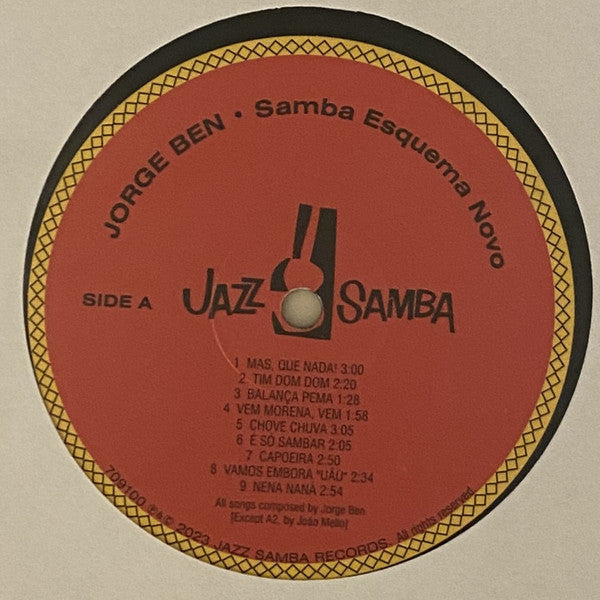 JORGE BEN • Samba Esquema Novo
SIDE A
JAZZ SAMBA
1 MAS, QUE NADA! 3:00
2. TIM DOM DOM 2:20
3 BALANÇA PEMA 1:28
4 VEM MORENA, VEM 1:58
5 CHOVE CHUVA 3:05
6 É SÓ SAMBAR 2:05
7 CAPOEIRA 2:50
8 VAMOS EMBORA "UÁÚ" 2:34
9 NENA NANÃ 2:54
All songs composed by Jorge Ben
[Except A2, by João Mello]
709100 ℗&© 2023 JAZZ SAMBA RECORDS. All rights reserved.